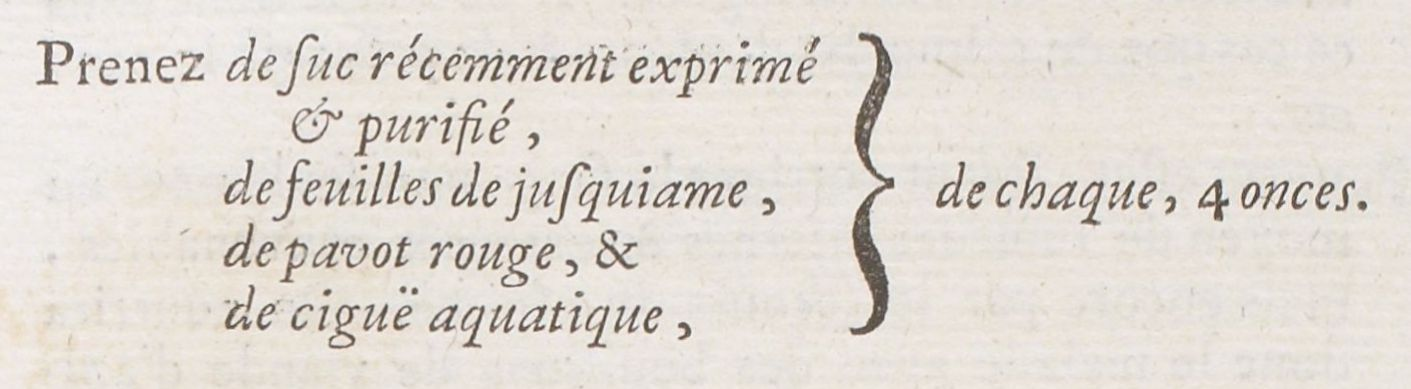 Prenez de ſuc récemment exprimé
& purifié,
de feuilles de juſquiame,
de pavot rouge, &
de ciguë aquatique,
de chaque, 4 onces.